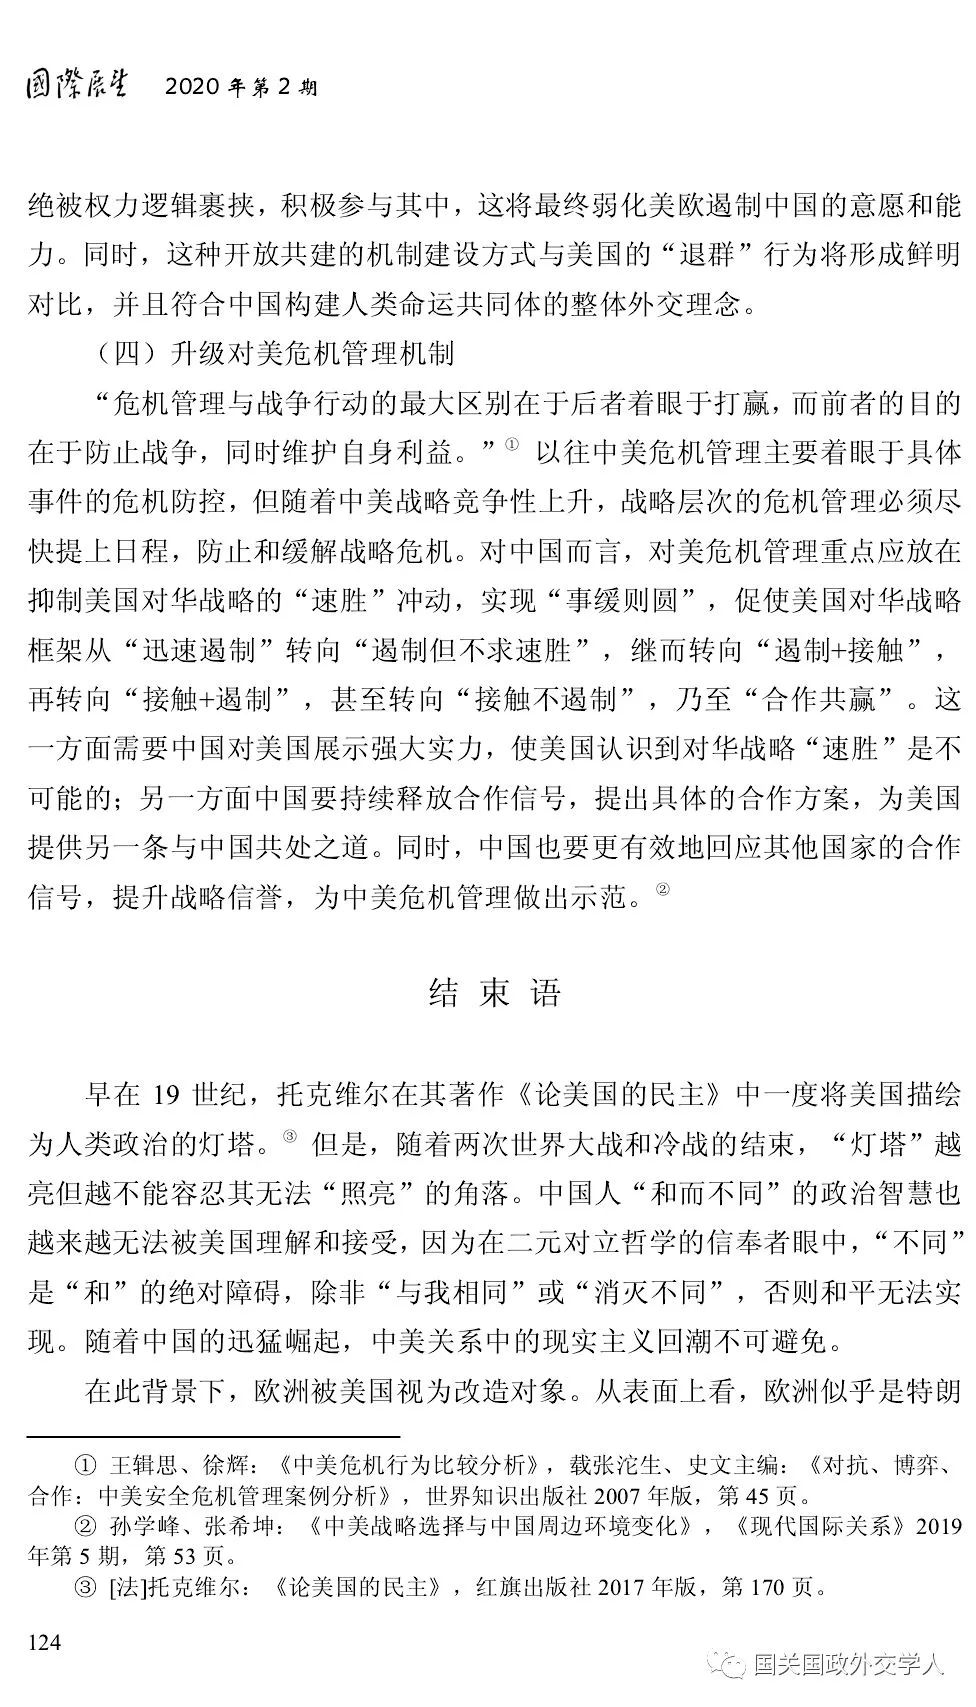 國際展望 2020年第2期
绝被权力逻辑裹挟，积极参与其中，这将最终弱化美欧遏制中国的意愿和能
力。同时，这种开放共建的机制建设方式与美国的“退群”行为将形成鲜明
对比，并且符合中国构建人类命运共同体的整体外交理念。
（四）升级对美危机管理机制
“危机管理与战争行动的最大区别在于后者着眼于打赢，而前者的目的
在于防止战争，同时维护自身利益。”① 以往中美危机管理主要着眼于具体
事件的危机防控，但随着中美战略竞争性上升，战略层次的危机管理必须尽
快提上日程，防止和缓解战略危机。对中国而言，对美危机管理重点应放在
抑制美国对华战略的“速胜”冲动，实现“事缓则圆”，促使美国对华战略
框架从“迅速遏制”转向“遏制但不求速胜”，继而转向“遏制+接触”，
再转向“接触+遏制”，甚至转向“接触不遏制”，乃至“合作共赢”。这
一方面需要中国对美国展示强大实力，使美国认识到对华战略“速胜”是不
可能的；另一方面中国要持续释放合作信号，提出具体的合作方案，为美国
提供另一条与中国共处之道。同时，中国也要更有效地回应其他国家的合作
信号，提升战略信誉，为中美危机管理做出示范。②
结 束 语
早在 19 世纪，托克维尔在其著作《论美国的民主》中一度将美国描绘
为人类政治的灯塔。③ 但是，随着两次世界大战和冷战的结束，“灯塔”越
亮但越不能容忍其无法“照亮”的角落。中国人“和而不同”的政治智慧也
越来越无法被美国理解和接受，因为在二元对立哲学的信奉者眼中，“不同”
是“和”的绝对障碍，除非“与我相同”或“消灭不同”，否则和平无法实
现。随着中国的迅猛崛起，中美关系中的现实主义回潮不可避免。
在此背景下，欧洲被美国视为改造对象。从表面上看，欧洲似乎是特朗
① 王辑思、徐辉：《中美危机行为比较分析》，载张沱生、史文主编：《对抗、博弈、
合作：中美安全危机管理案例分析》，世界知识出版社 2007 年版，第 45 页。
② 孙学峰、张希坤：《中美战略选择与中国周边环境变化》，《现代国际关系》2019
年第 5 期，第 53 页。
③ [法]托克维尔：《论美国的民主》，红旗出版社 2017 年版，第 170 页。
124
国关国政外交学人